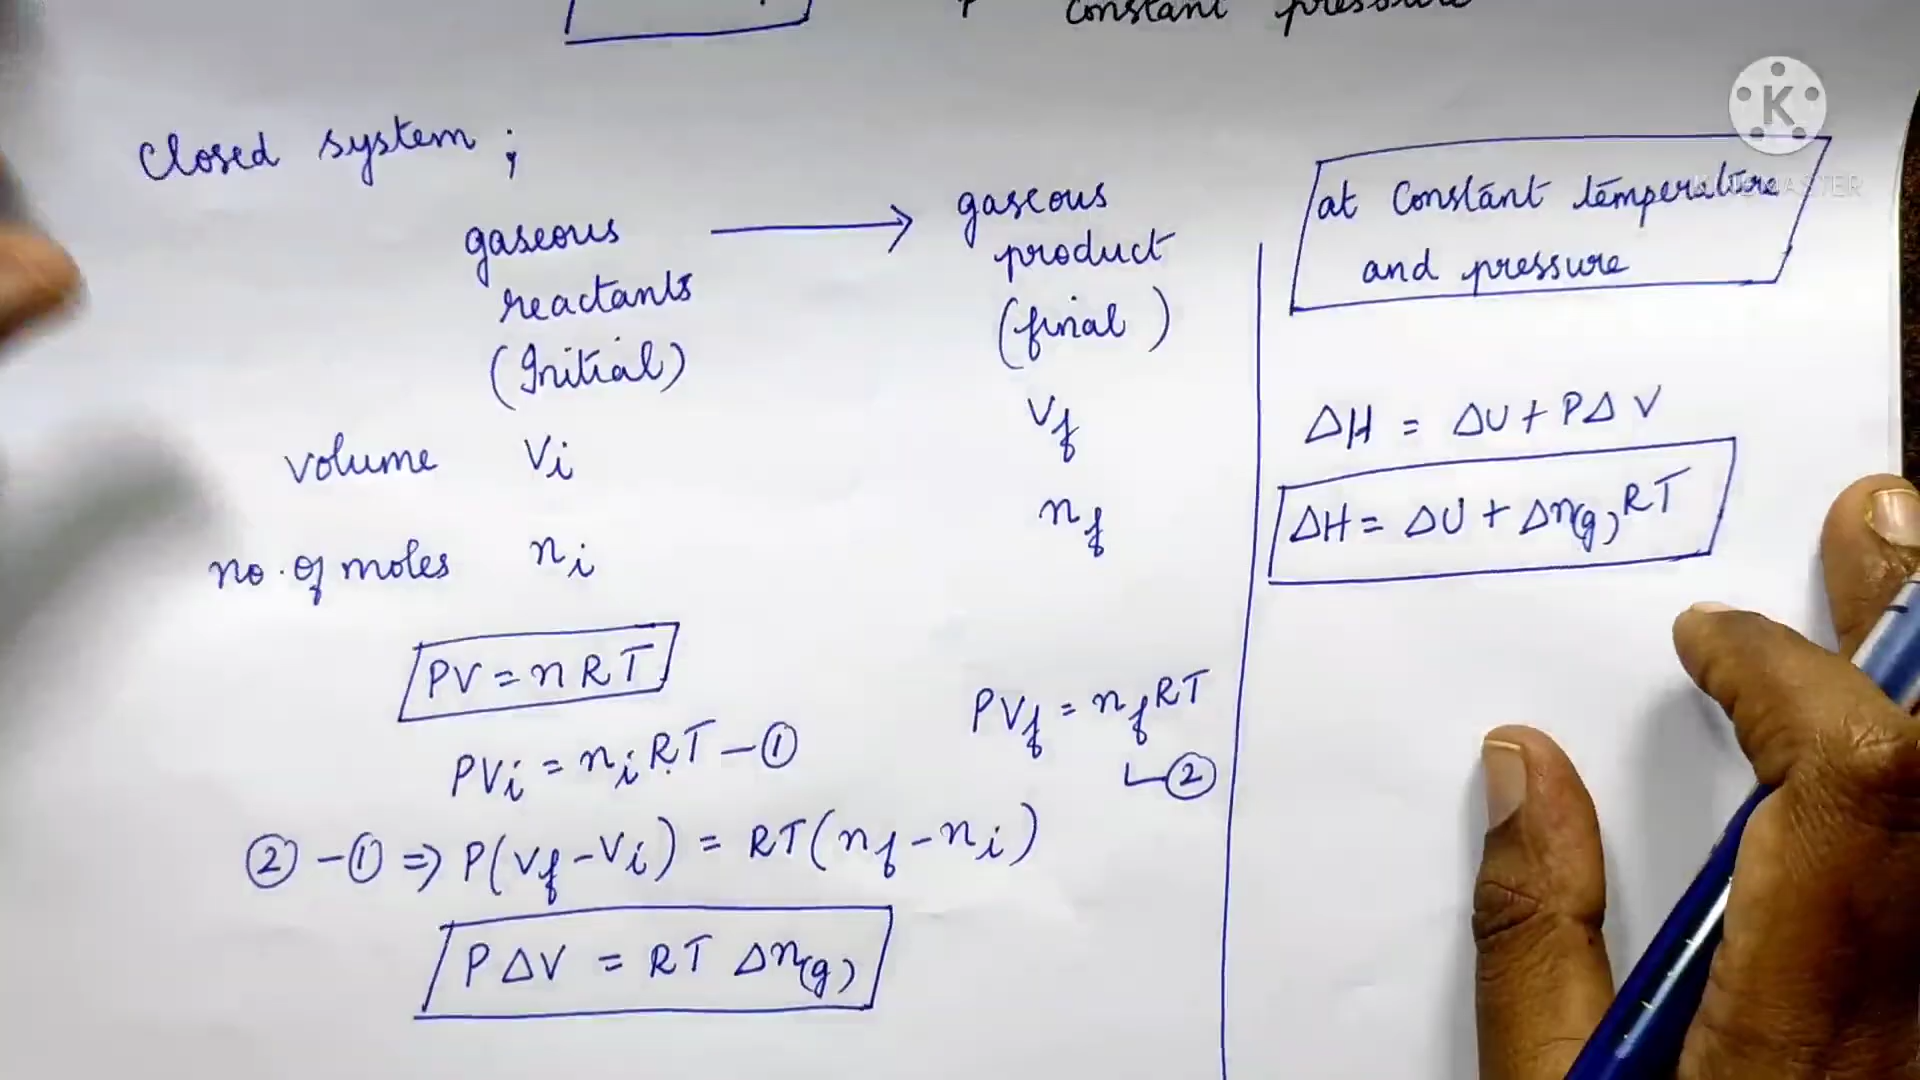 constant pressure
Closed system ;
gaseous ⟶ gaseous
reactants product
(Initial) (final)
volume Vi Vf
no. of moles ni nf
PV = nRT
PVi = niRT – ① PVf = nfRT
②
② – ① ⇒ P(Vf – Vi) = RT(nf – ni)
P ΔV = RT Δn(g)
at Constant temperature
and pressure
ΔH = ΔU + PΔV
ΔH = ΔU + Δn(g) RT
K